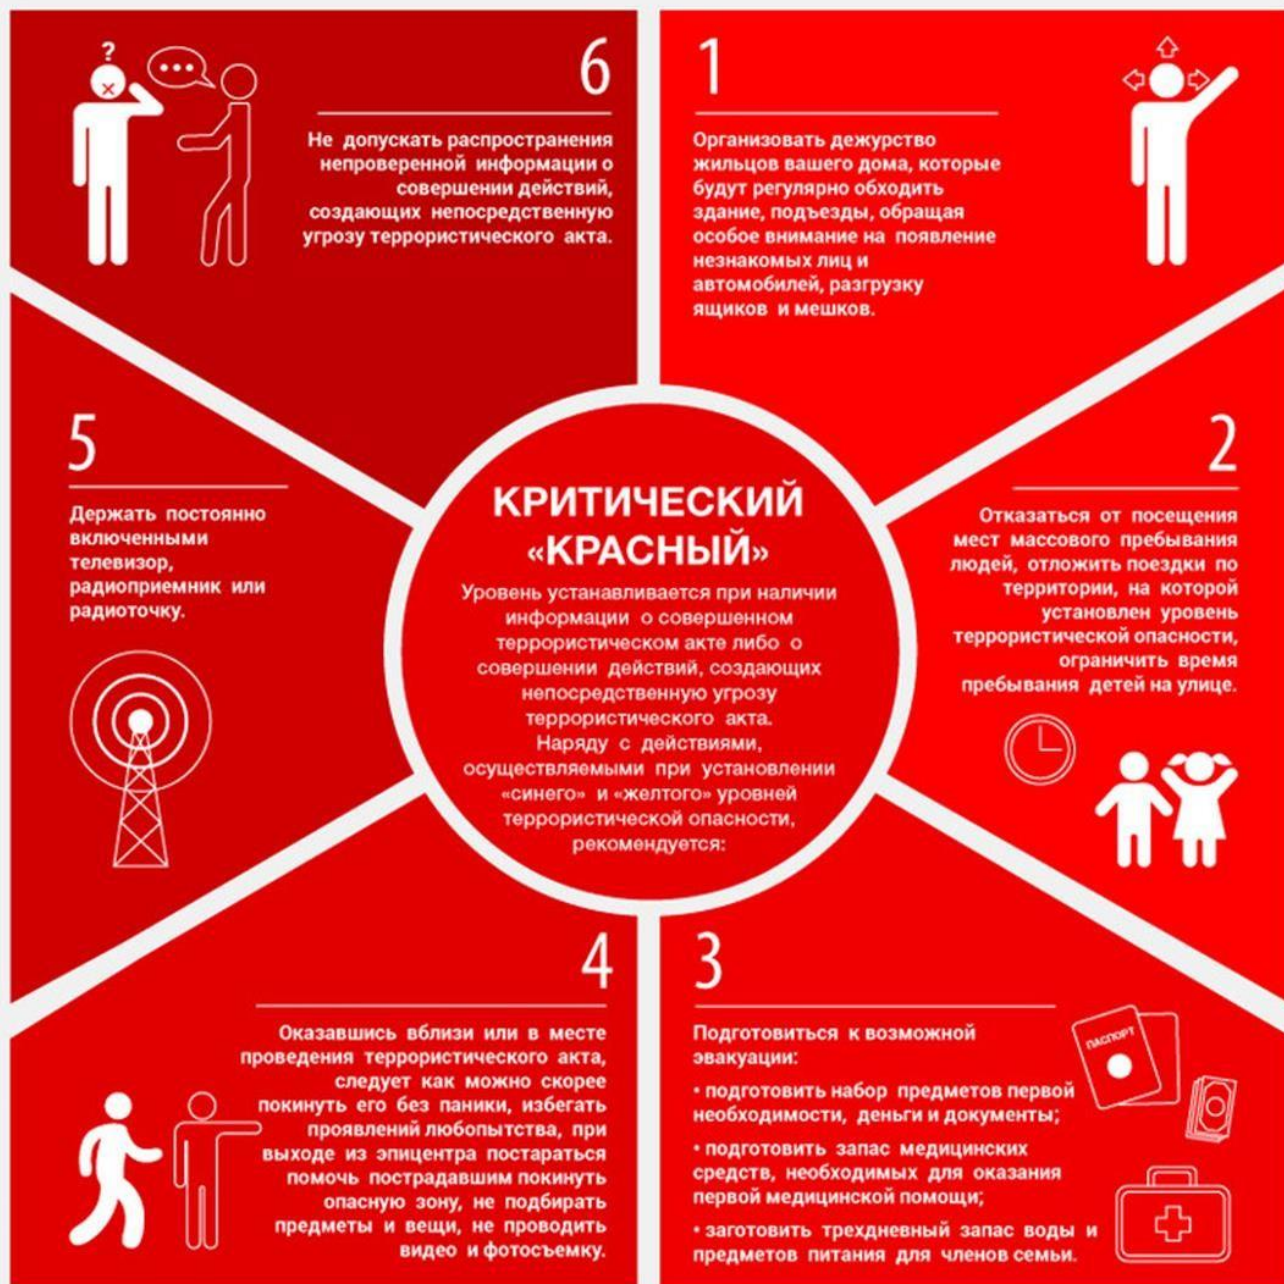 КРИТИЧЕСКИЙ
«КРАСНЫЙ»
Уровень устанавливается при наличии
информации о совершенном
террористическом акте либо о
совершении действий, создающих
непосредственную угрозу
террористического акта.
Наряду с действиями,
осуществляемыми при установлении
«синего» и «желтого» уровней
террористической опасности,
рекомендуется:
1
Организовать дежурство
жильцов вашего дома, которые
будут регулярно обходить
здание, подъезды, обращая
особое внимание на появление
незнакомых лиц и
автомобилей, разгрузку
ящиков и мешков.
2
Отказаться от посещения
мест массового пребывания
людей, отложить поездки по
территории, на которой
установлен уровень
террористической опасности,
ограничить время
пребывания детей на улице.
3
Подготовиться к возможной
эвакуации:
• подготовить набор предметов первой
необходимости, деньги и документы;
• подготовить запас медицинских
средств, необходимых для оказания
первой медицинской помощи;
• заготовить трехдневный запас воды и
предметов питания для членов семьи.
ПАСПОРТ
4
Оказавшись вблизи или в месте
проведения террористического акта,
следует как можно скорее
покинуть его без паники, избегать
проявлений любопытства, при
выходе из эпицентра постараться
помочь пострадавшим покинуть
опасную зону, не подбирать
предметы и вещи, не проводить
видео и фотосъемку.
5
Держать постоянно
включенными
телевизор,
радиоприемник или
радиоточку.
6
?
Не допускать распространения
непроверенной информации о
совершении действий,
создающих непосредственную
угрозу террористического акта.